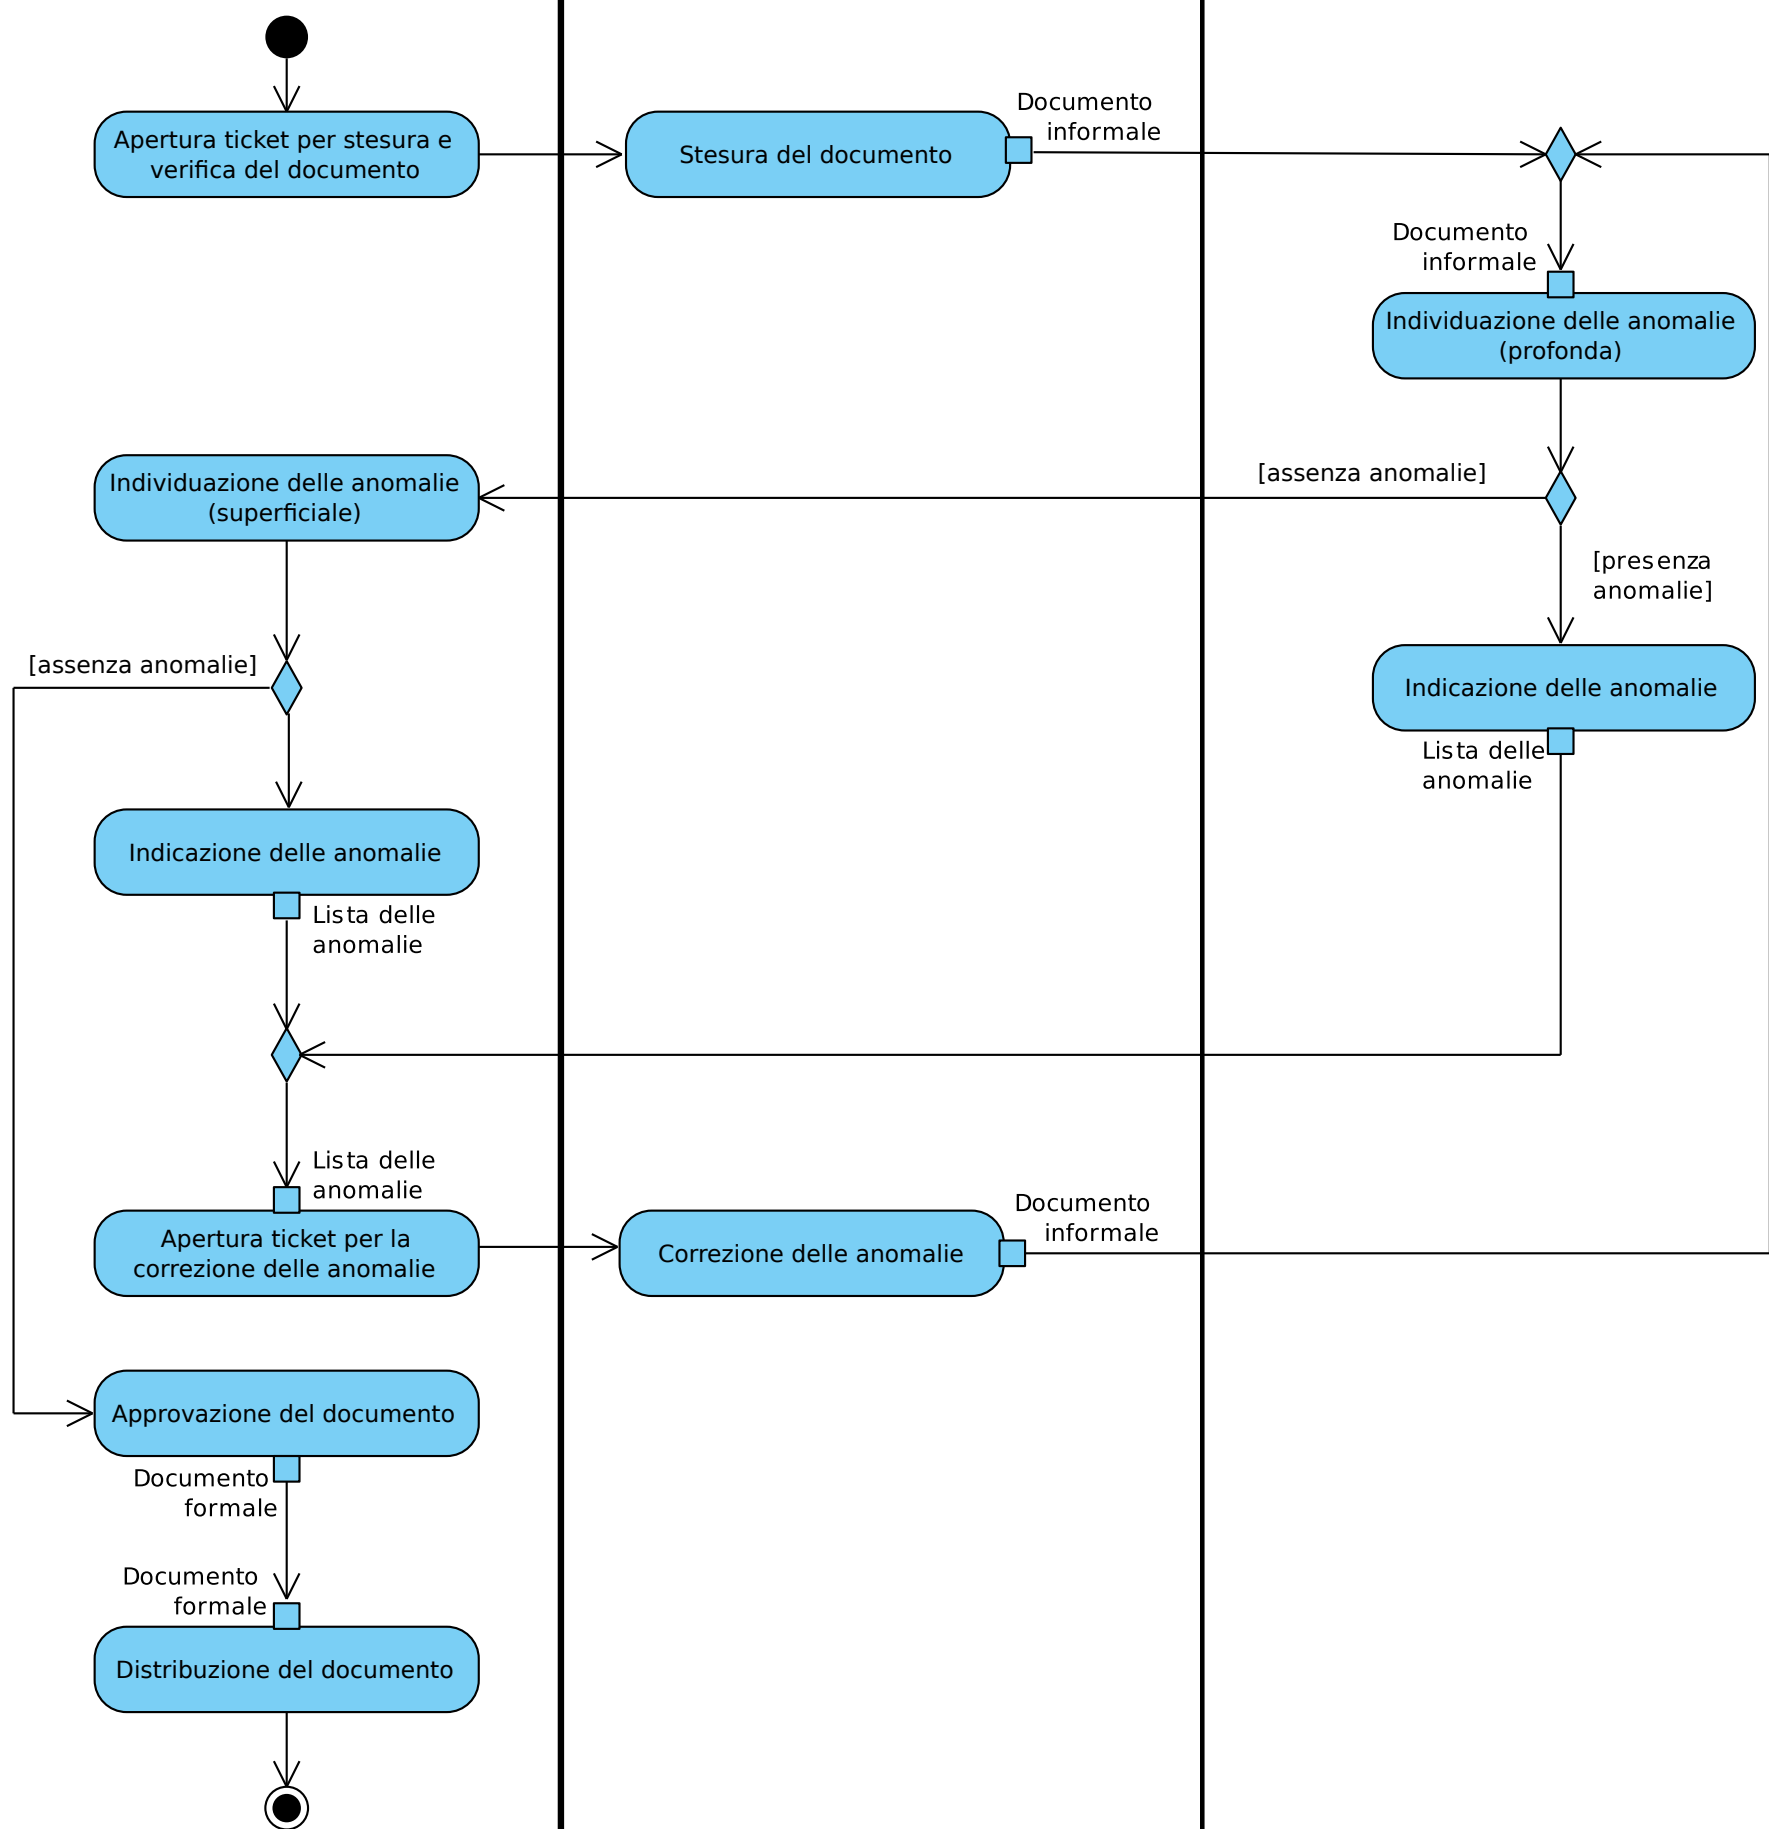 Apertura ticket per stesura e
verifica del documento
Stesura del documento
Documento
informale
Documento
informale
Individuazione delle anomalie
(profonda)
Individuazione delle anomalie
(superficiale)
[assenza anomalie]
[presenza
anomalie]
[assenza anomalie]
Indicazione delle anomalie
Lista delle
anomalie
Indicazione delle anomalie
Lista delle
anomalie
Lista delle
anomalie
Apertura ticket per la
correzione delle anomalie
Correzione delle anomalie
Documento
informale
Approvazione del documento
Documento
formale
Documento
formale
Distribuzione del documento